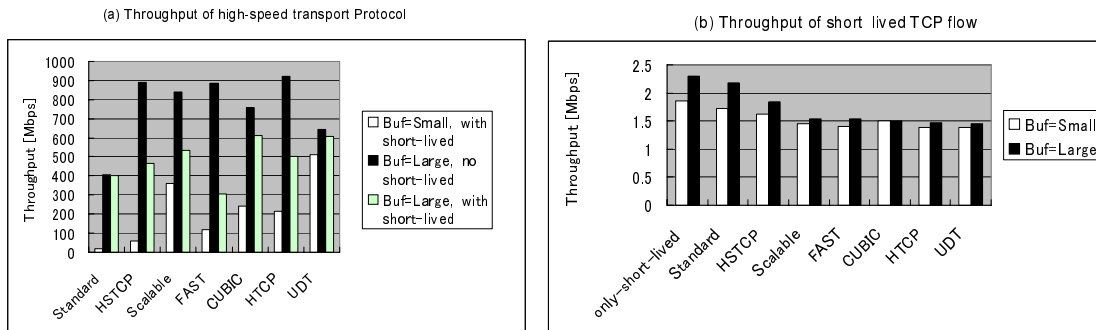 (a) Throughput of high-speed transport Protocol
Throughput [Mbps]
1000
900
800
700
600
500
400
300
200
100
0
Standard
HSTCP
Scalable
FAST
CUBIC
HTCP
UDT
Buf=Small, with
short-lived
Buf=Large, no
short-lived
Buf=Large, with
short-lived
(b) Throughput of short lived TCP flow
Throughput [Mbps]
2.5
2
1.5
1
0.5
0
only-short-lived
Standard
HSTCP
Scalable
FAST
CUBIC
HTCP
UDT
Buf=Small
Buf=Large